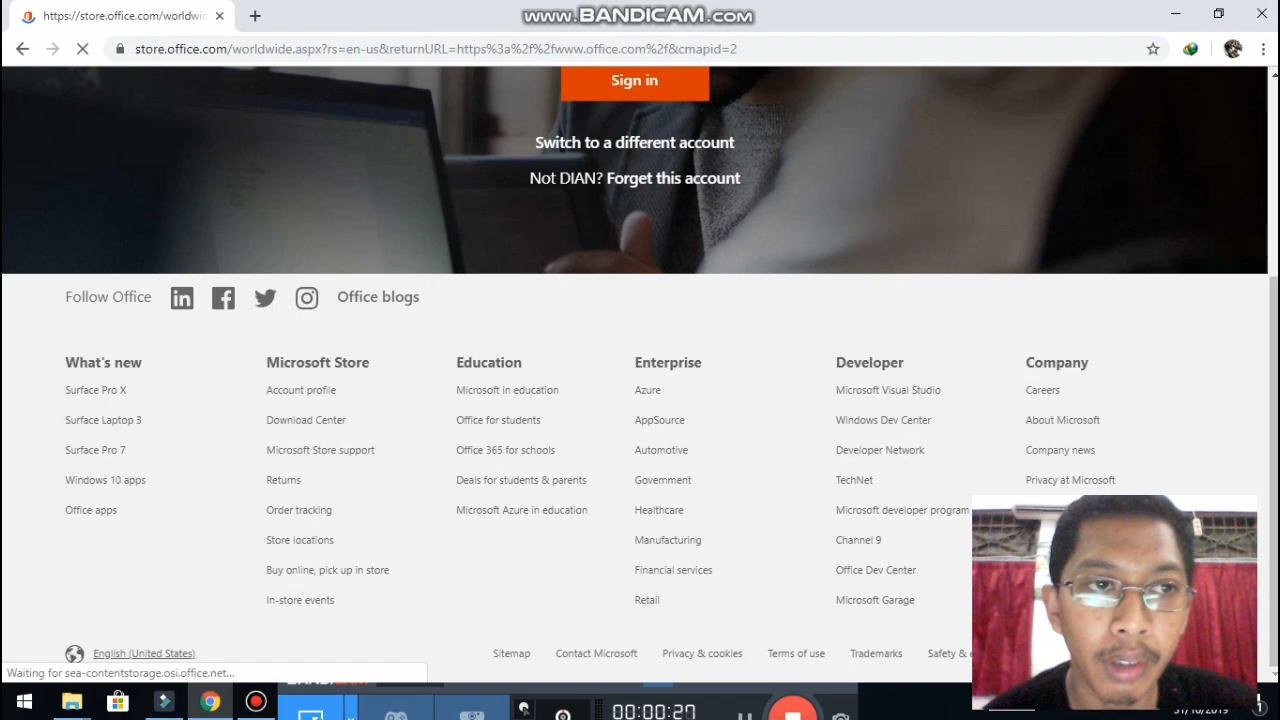 https://store.office.com/worldwid
www.BANDICAM.com
store.office.com/worldwide.aspx?rs=en-us&returnURL=https%3a%2f%2fwww.office.com%2f&cmapid=2
Sign in
Switch to a different account
Not DIAN? Forget this account
Follow Office
Office blogs
What's new Microsoft Store Education Enterprise Developer Company
Surface Pro X Account profile Microsoft in education Azure Microsoft Visual Studio Careers
Surface Laptop 3 Download Center Office for students AppSource Windows Dev Center About Microsoft
Surface Pro 7 Microsoft Store support Office 365 for schools Automotive Developer Network Company news
Windows 10 apps Returns Deals for students & parents Government TechNet Privacy at Microsoft
Office apps Order tracking Microsoft Azure in education Healthcare Microsoft developer program
Store locations Manufacturing Channel 9
Buy online, pick up in store Financial services Office Dev Center
In-store events Retail Microsoft Garage
English (United States) Sitemap Contact Microsoft Privacy & cookies Terms of use Trademarks Safety & e
Waiting for sea-contentstorage.osi.office.net...
00:00:27
31/10/2019